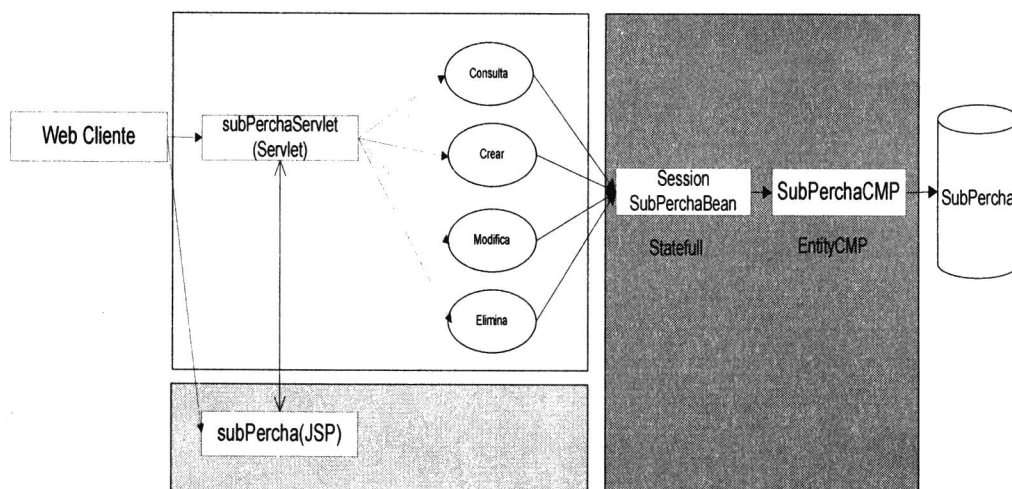 Web Cliente
subPerchaServlet
(Servlet)
Consulta
Crear
Modifica
Elimina
Session
SubPerchaBean
Statefull
SubPerchaCMP
EntityCMP
SubPercha
subPercha(JSP)